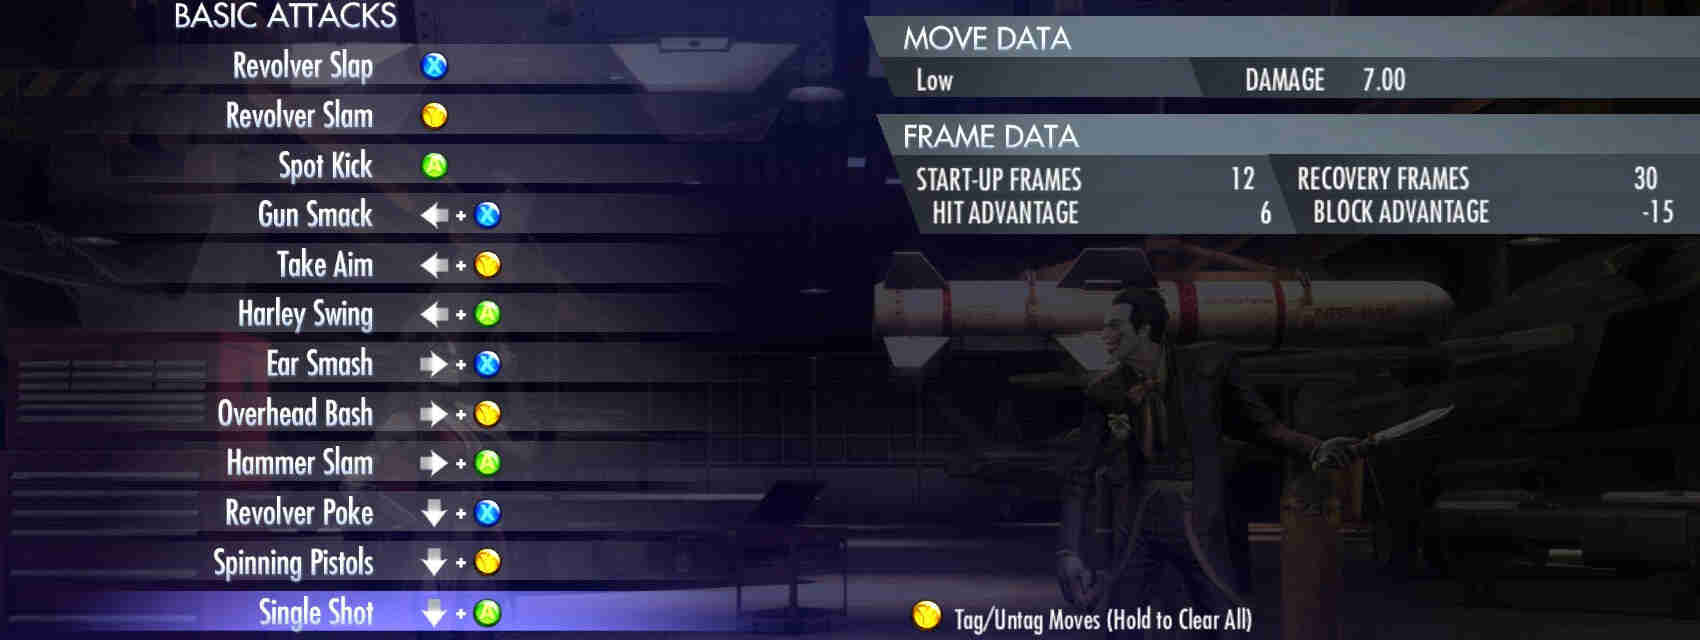 BASIC ATTACKS
Revolver Slap X
Revolver Slam Y
Spot Kick A
Gun Smack + X
Take Aim + Y
Harley Swing + A
Ear Smash + X
Overhead Bash + Y
Hammer Slam + A
Revolver Poke + X
Spinning Pistols + Y
Single Shot + A
MOVE DATA
Low DAMAGE 7.00
FRAME DATA
START-UP FRAMES 12 RECOVERY FRAMES 30
HIT ADVANTAGE 6 BLOCK ADVANTAGE -15
Y Tag/Untag Moves (Hold to Clear All)